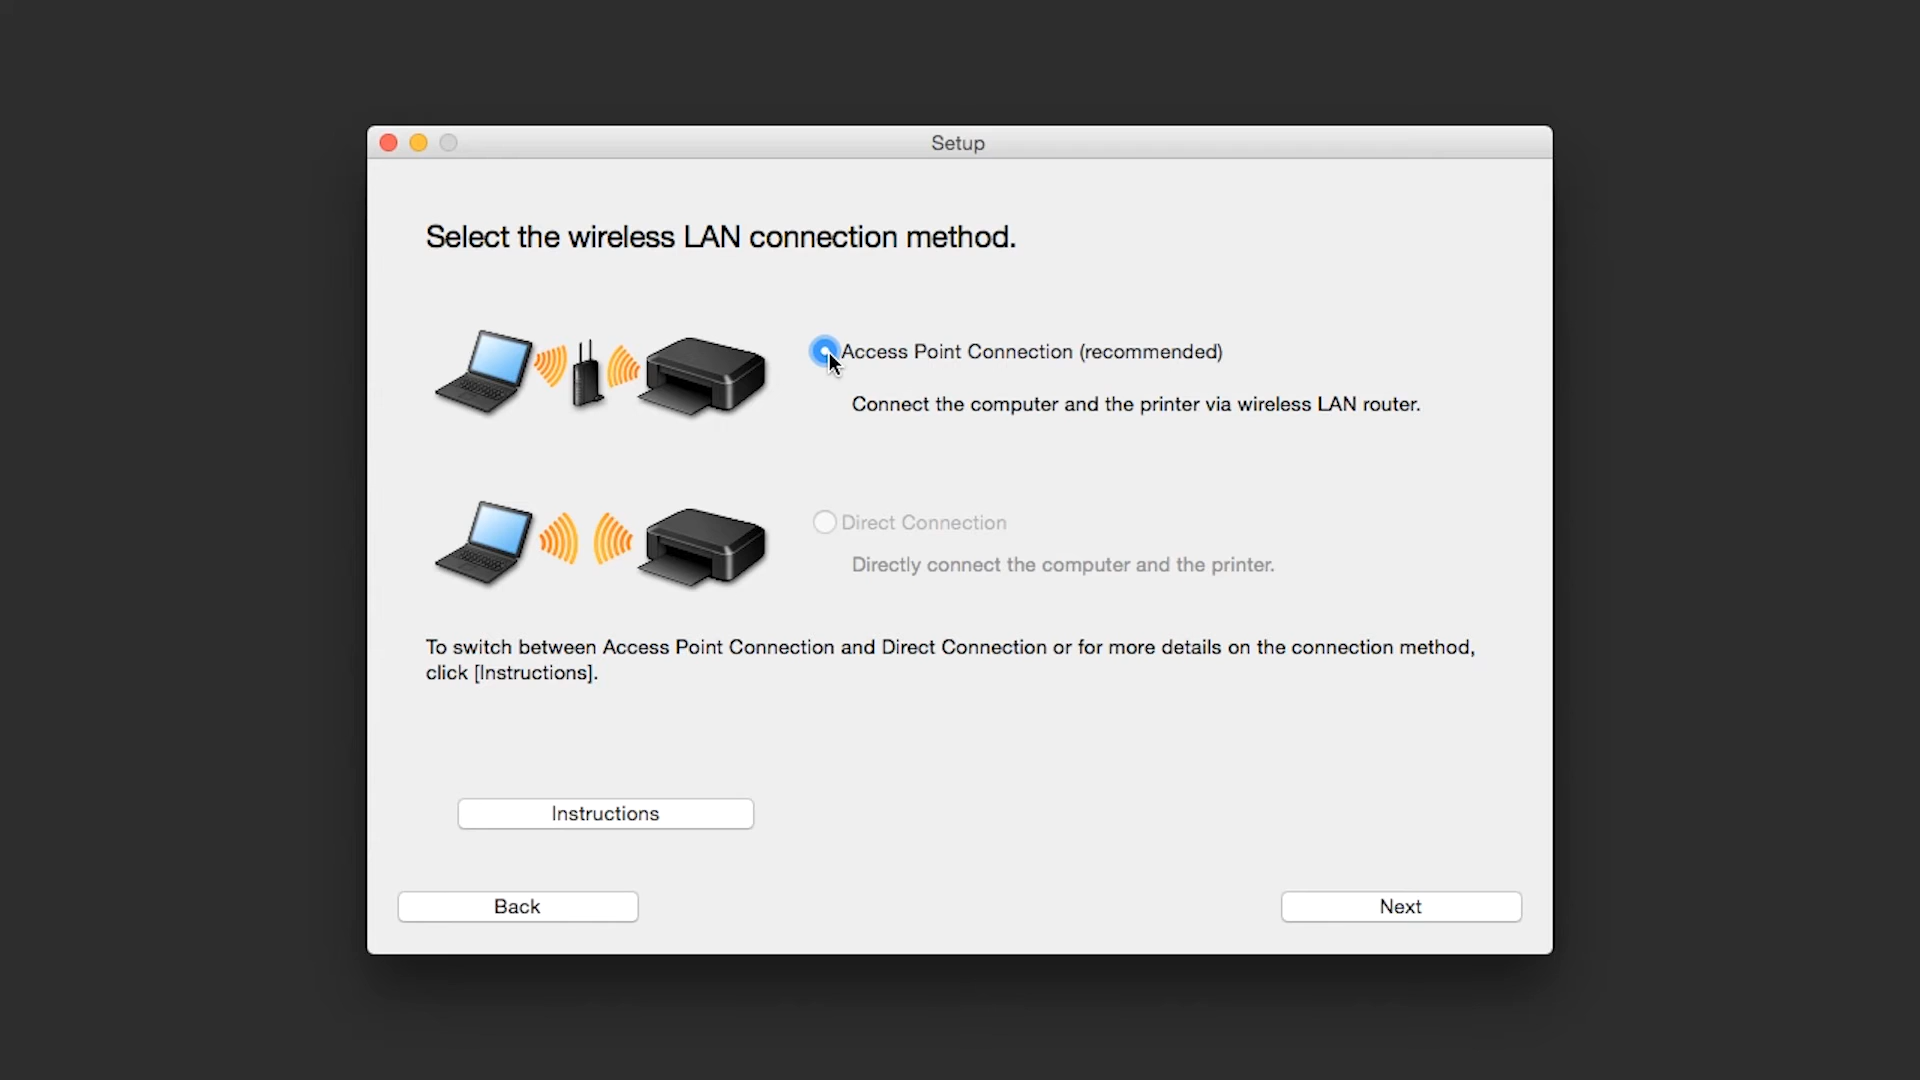 Setup
Select the wireless LAN connection method.
Access Point Connection (recommended)
Connect the computer and the printer via wireless LAN router.
Direct Connection
Directly connect the computer and the printer.
To switch between Access Point Connection and Direct Connection or for more details on the connection method,
click [Instructions].
Instructions
Back
Next